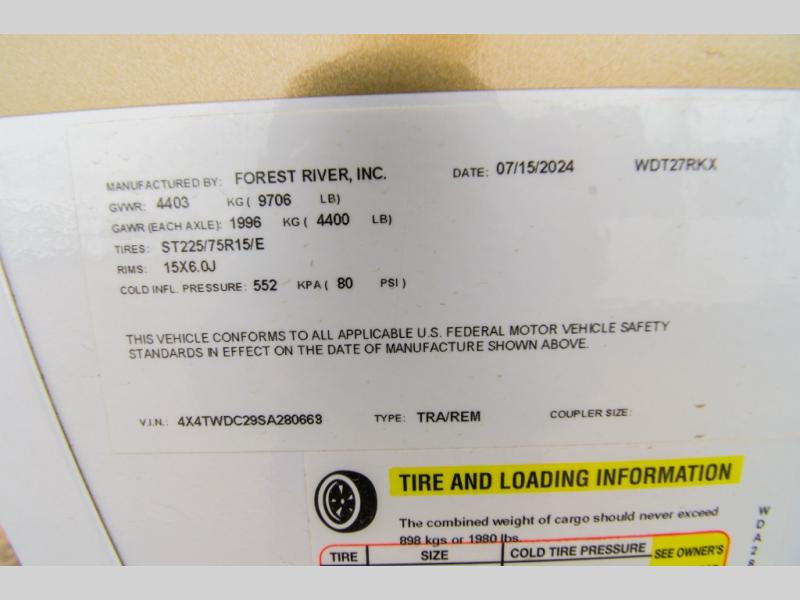 MANUFACTURED BY: FOREST RIVER, INC. DATE: 07/15/2024 WDT27RKX
GVWR: 4403 KG ( 9706 LB)
GAWR (EACH AXLE): 1996 KG ( 4400 LB)
TIRES: ST225/75R15/E
RIMS: 15X6.0J
COLD INFL. PRESSURE: 552 KPA ( 80 PSI )
THIS VEHICLE CONFORMS TO ALL APPLICABLE U.S. FEDERAL MOTOR VEHICLE SAFETY
STANDARDS IN EFFECT ON THE DATE OF MANUFACTURE SHOWN ABOVE.
V.I.N.: 4X4TWDC29SA280668 TYPE: TRA/REM COUPLER SIZE:
TIRE AND LOADING INFORMATION
The combined weight of cargo should never exceed
898 kgs or 1980 lbs.
TIRE SIZE COLD TIRE PRESSURE SEE OWNER'S
W
D
A
2